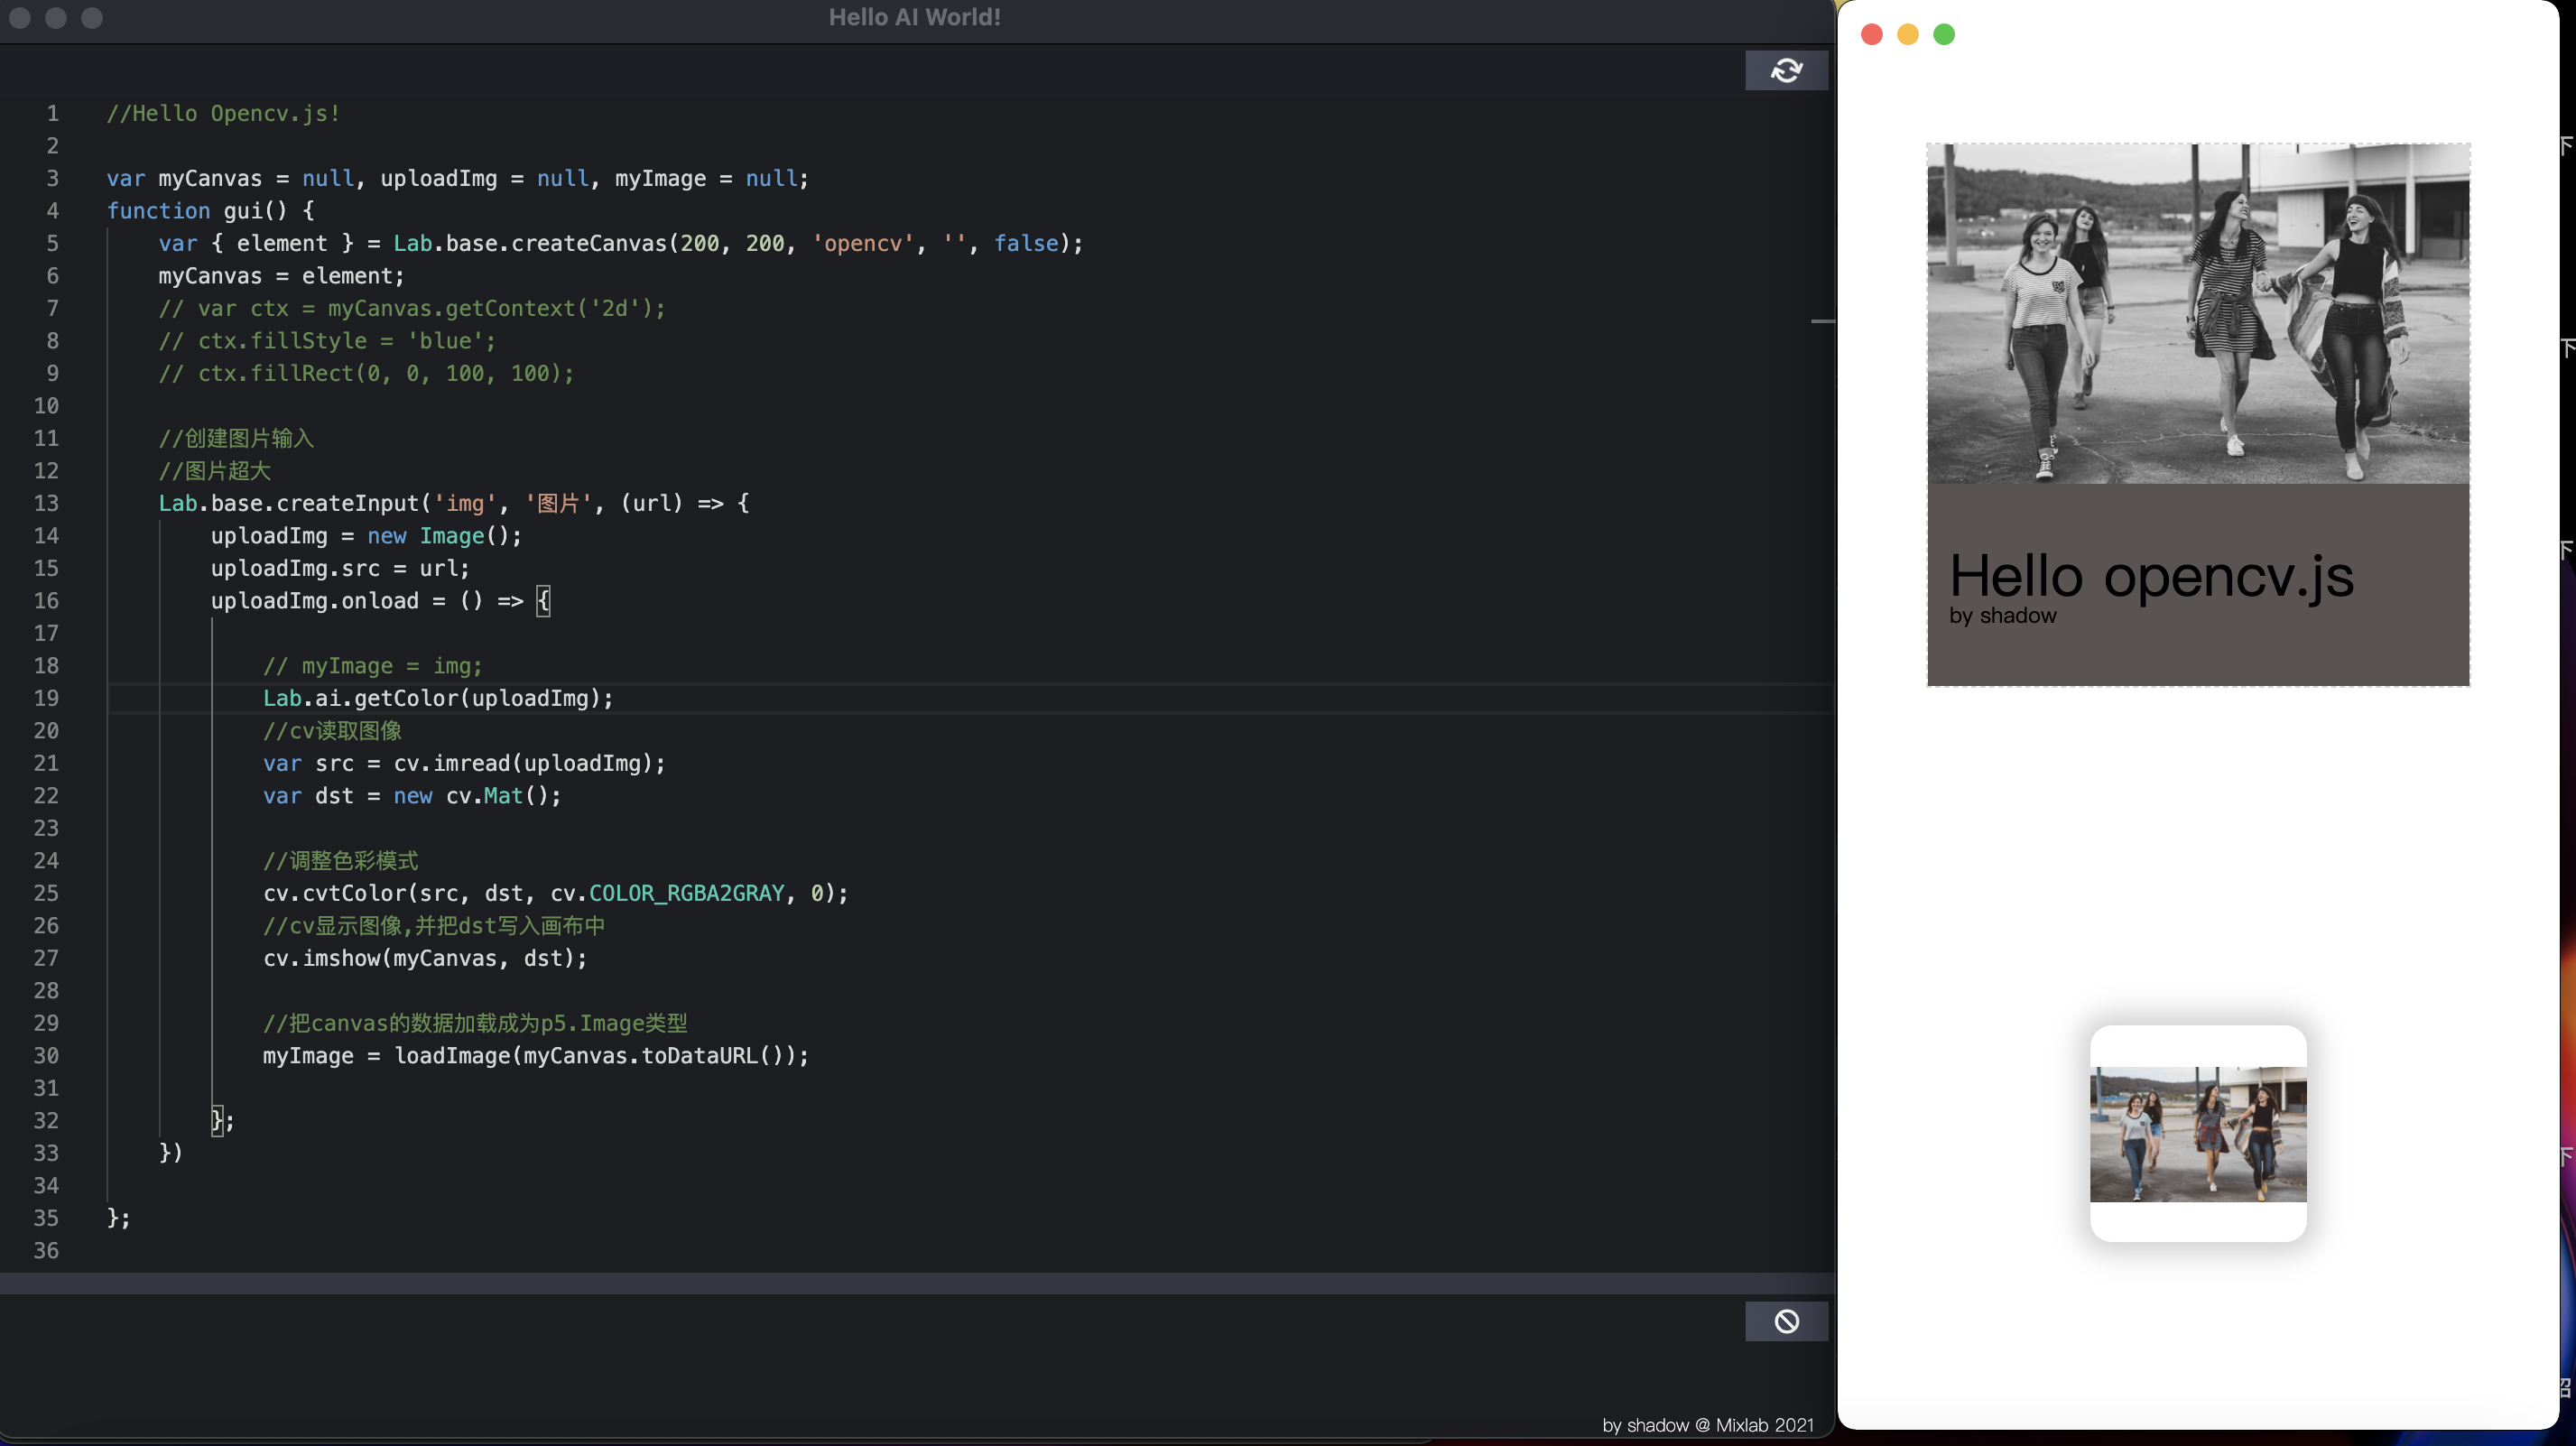 Hello AI World!
1 //Hello Opencv.js!
2
3 var myCanvas = null, uploadImg = null, myImage = null;
4 function gui() {
5 var { element } = Lab.base.createCanvas(200, 200, 'opencv', '', false);
6 myCanvas = element;
7 // var ctx = myCanvas.getContext('2d');
8 // ctx.fillStyle = 'blue';
9 // ctx.fillRect(0, 0, 100, 100);
10
11 //创建图片输入
12 //图片超大
13 Lab.base.createInput('img', '图片', (url) => {
14 uploadImg = new Image();
15 uploadImg.src = url;
16 uploadImg.onload = () => {
17
18 // myImage = img;
19 Lab.ai.getColor(uploadImg);
20 //cv读取图像
21 var src = cv.imread(uploadImg);
22 var dst = new cv.Mat();
23
24 //调整色彩模式
25 cv.cvtColor(src, dst, cv.COLOR_RGBA2GRAY, 0);
26 //cv显示图像,并把dst写入画布中
27 cv.imshow(myCanvas, dst);
28
29 //把canvas的数据加载成为p5.Image类型
30 myImage = loadImage(myCanvas.toDataURL());
31
32 };
33 })
34
35 };
36
by shadow @ Mixlab 2021
Hello opencv.js
by shadow
下
下
下
下